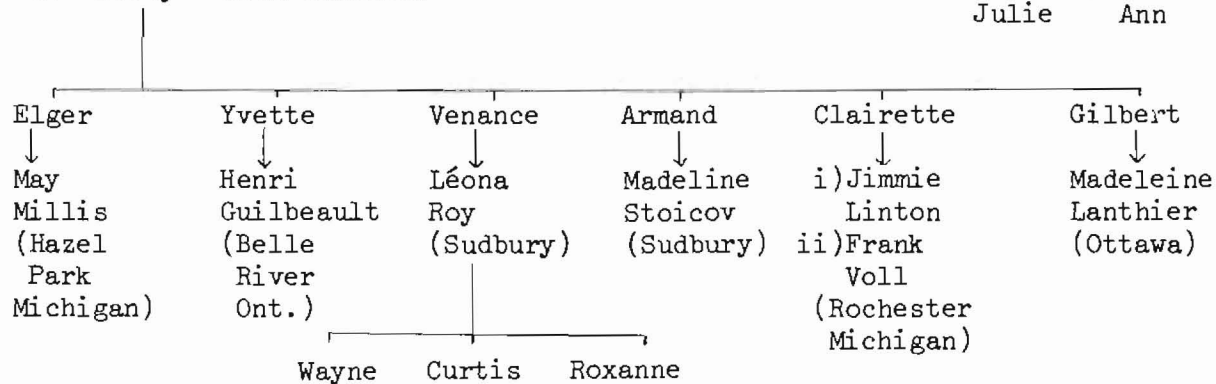 Julie Ann
Elger Yvette Venance Armand Clairette Gilbert
May Henri Léona Madeline i)Jimmie Madeleine
Millis Guilbeault Roy Stoicov Linton Lanthier
(Hazel (Belle (Sudbury) (Sudbury) ii)Frank (Ottawa)
Park River Voll
Michigan) Ont.) (Rochester
Michigan)
Wayne Curtis Roxanne